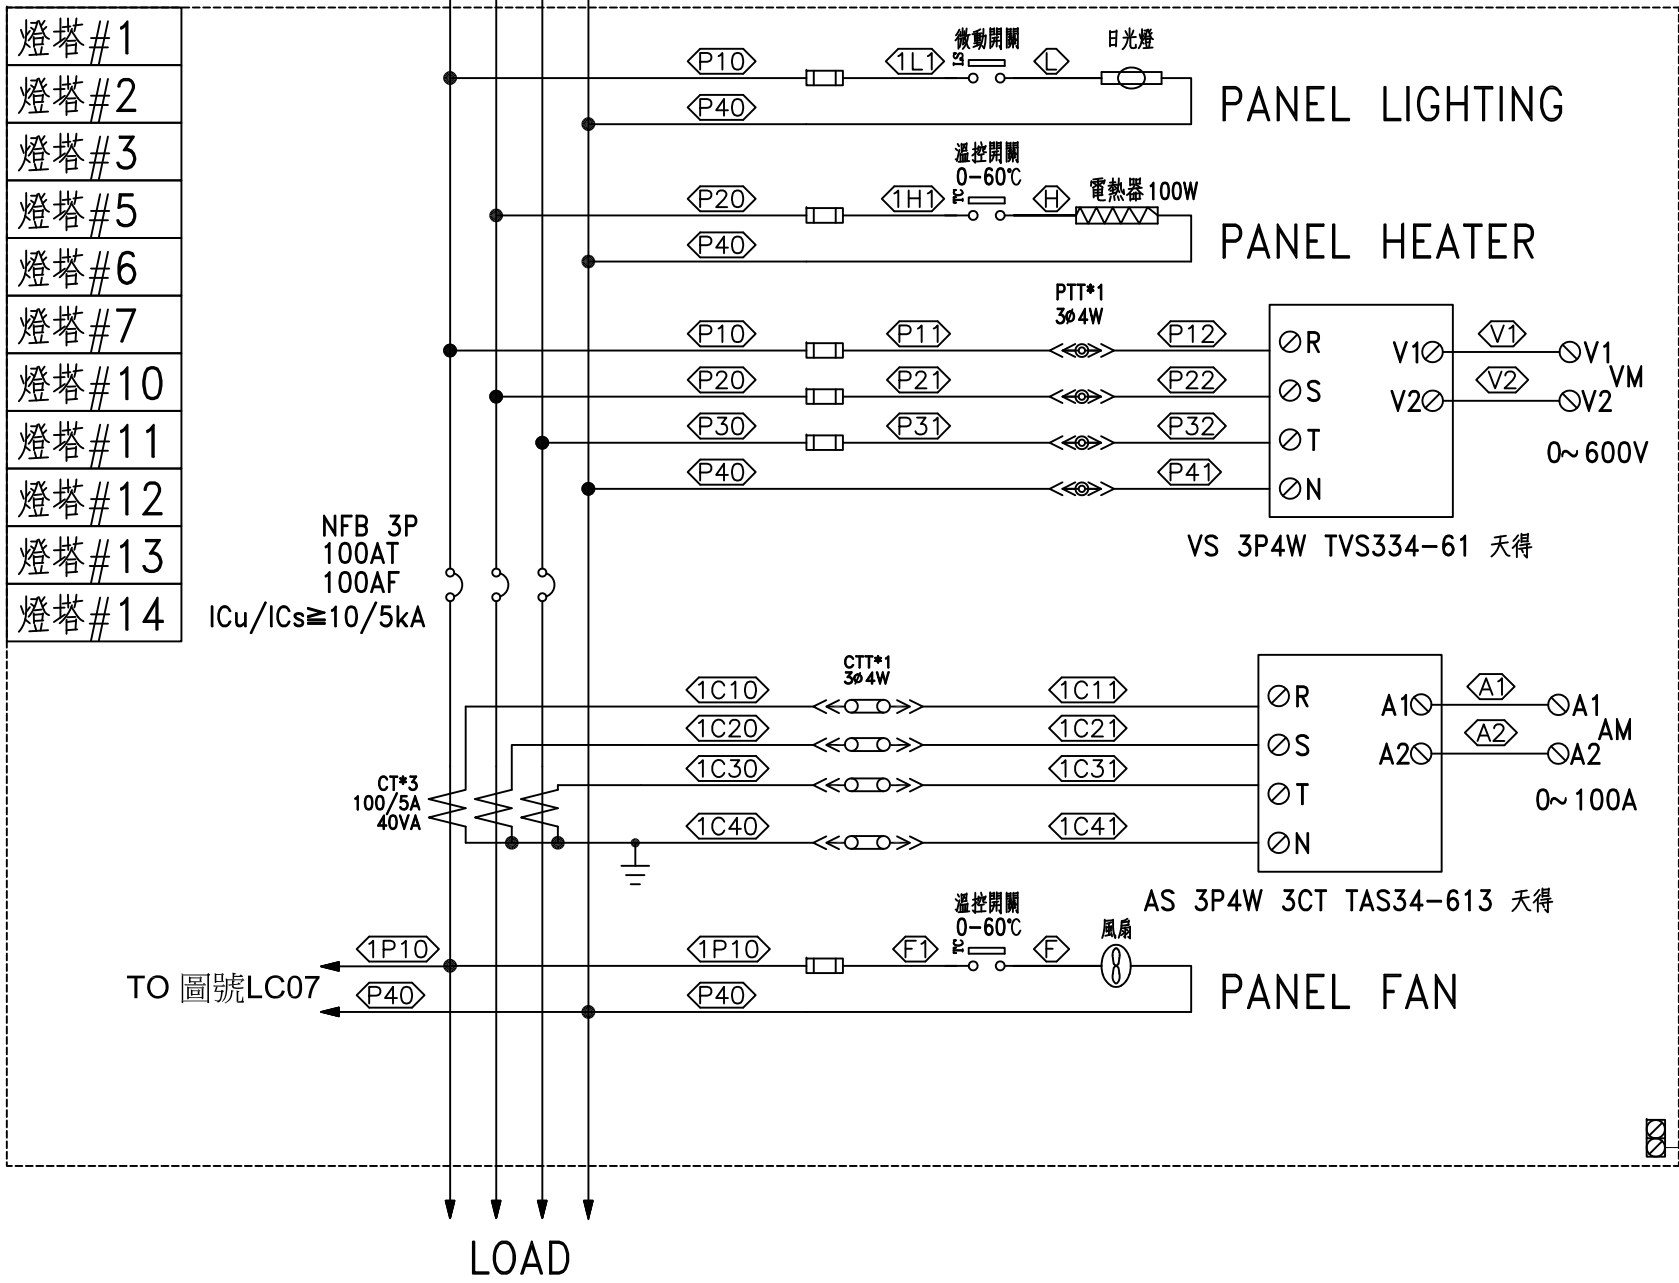 燈塔#1
燈塔#2
燈塔#3
燈塔#5
燈塔#6
燈塔#7
燈塔#10
燈塔#11
燈塔#12
燈塔#13
燈塔#14
微動開關
日光燈
P10
1L1
LS
L
P40
PANEL LIGHTING
溫控開關
0-60℃
電熱器100W
P20
1H1
TC
H
P40
PANEL HEATER
PTT*1
3ø4W
P10
P11
P12
R
V1
V1
V1
VM
P20
P21
P22
S
V2
V2
V2
P30
P31
P32
T
0~600V
P40
P41
N
VS 3P4W TVS334-61 天得
NFB 3P
100AT
100AF
ICu/ICs≧10/5kA
CTT*1
3ø4W
1C10
1C11
R
A1
A1
A1
AM
1C20
1C21
S
A2
A2
A2
1C30
1C31
T
0~100A
CT*3
100/5A
40VA
1C40
1C41
N
AS 3P4W 3CT TAS34-613 天得
溫控開關
0-60℃
風扇
1P10
1P10
F1
TC
F
TO 圖號LC07
P40
P40
PANEL FAN
LOAD